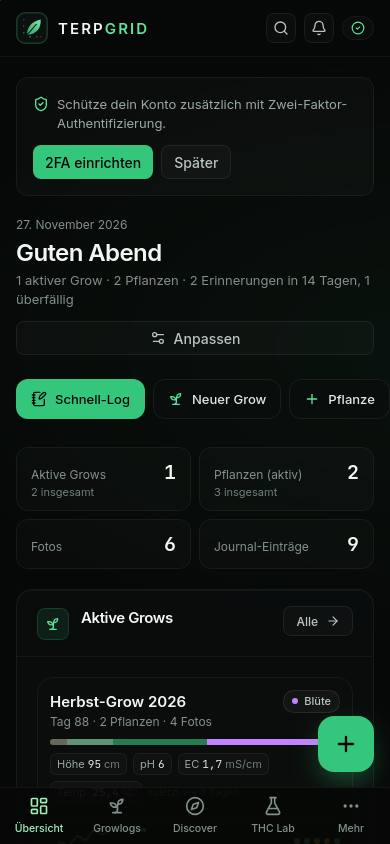 TERPGRID
Schütze dein Konto zusätzlich mit Zwei-Faktor-
Authentifizierung.
2FA einrichten
Später
27. November 2026
Guten Abend
1 aktiver Grow · 2 Pflanzen · 2 Erinnerungen in 14 Tagen, 1
überfällig
Anpassen
Schnell-Log
Neuer Grow
Pflanze
Aktive Grows 1
2 insgesamt
Pflanzen (aktiv) 2
3 insgesamt
Fotos 6
Journal-Einträge 9
Aktive Grows
Alle
Herbst-Grow 2026
Blüte
Tag 88 · 2 Pflanzen · 4 Fotos
Höhe 95 cm
pH 6
EC 1,7 mS/cm
Übersicht
Growlogs
Discover
THC Lab
Mehr